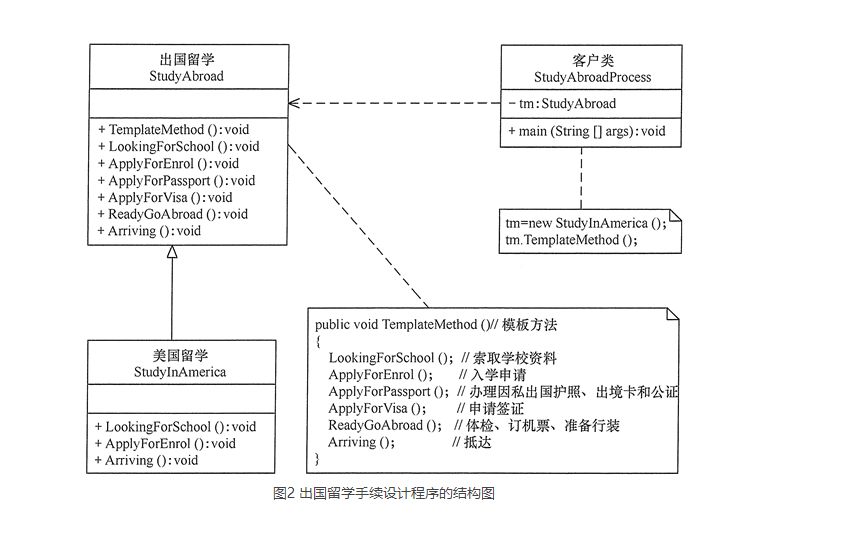 出国留学
StudyAbroad
+ TemplateMethod ( ) : void
+ LookingForSchool ( ) : void
+ ApplyForEnrol ( ) : void
+ ApplyForPassport ( ) : void
+ ApplyForVisa ( ) : void
+ ReadyGoAbroad ( ) : void
+ Arriving ( ) : void
客户类
StudyAbroadProcess
− tm : StudyAbroad
+ main (String [] args) : void
tm=new StudyInAmerica ( );
tm.TemplateMethod ( );
美国留学
StudyInAmerica
+ LookingForSchool ( ) : void
+ ApplyForEnrol ( ) : void
+ Arriving ( ) : void
public void TemplateMethod ( )// 模板方法
{
LookingForSchool ( ); // 索取学校资料
ApplyForEnrol ( ); // 入学申请
ApplyForPassport ( ); // 办理因私出国护照、出境卡和公证
ApplyForVisa ( ); // 申请签证
ReadyGoAbroad ( ); // 体检、订机票、准备行装
Arriving ( ); // 抵达
}
图2 出国留学手续设计程序的结构图